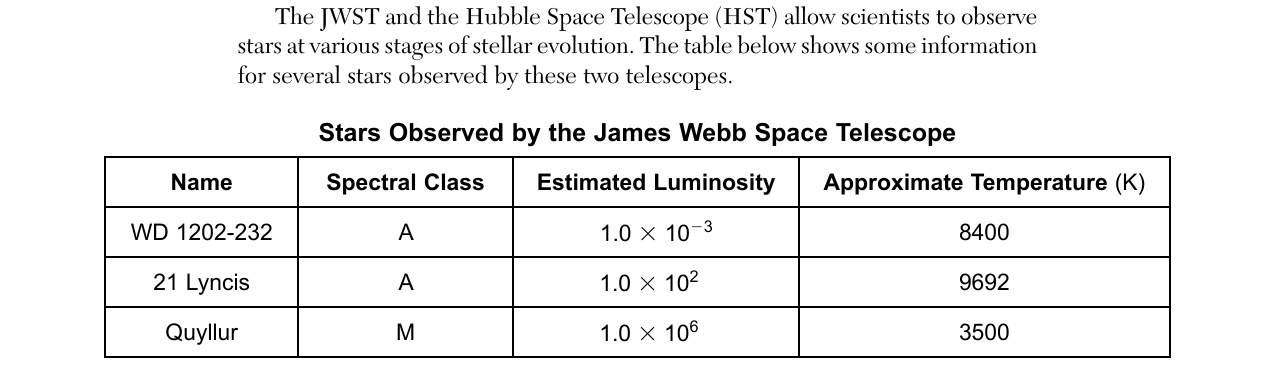 The JWST and the Hubble Space Telescope (HST) allow scientists to observe
stars at various stages of stellar evolution. The table below shows some information
for several stars observed by these two telescopes.
Stars Observed by the James Webb Space Telescope
Name Spectral Class Estimated Luminosity Approximate Temperature (K)
WD 1202-232 A 1.0 × 10⁻³ 8400
21 Lyncis A 1.0 × 10² 9692
Quyllur M 1.0 × 10⁶ 3500